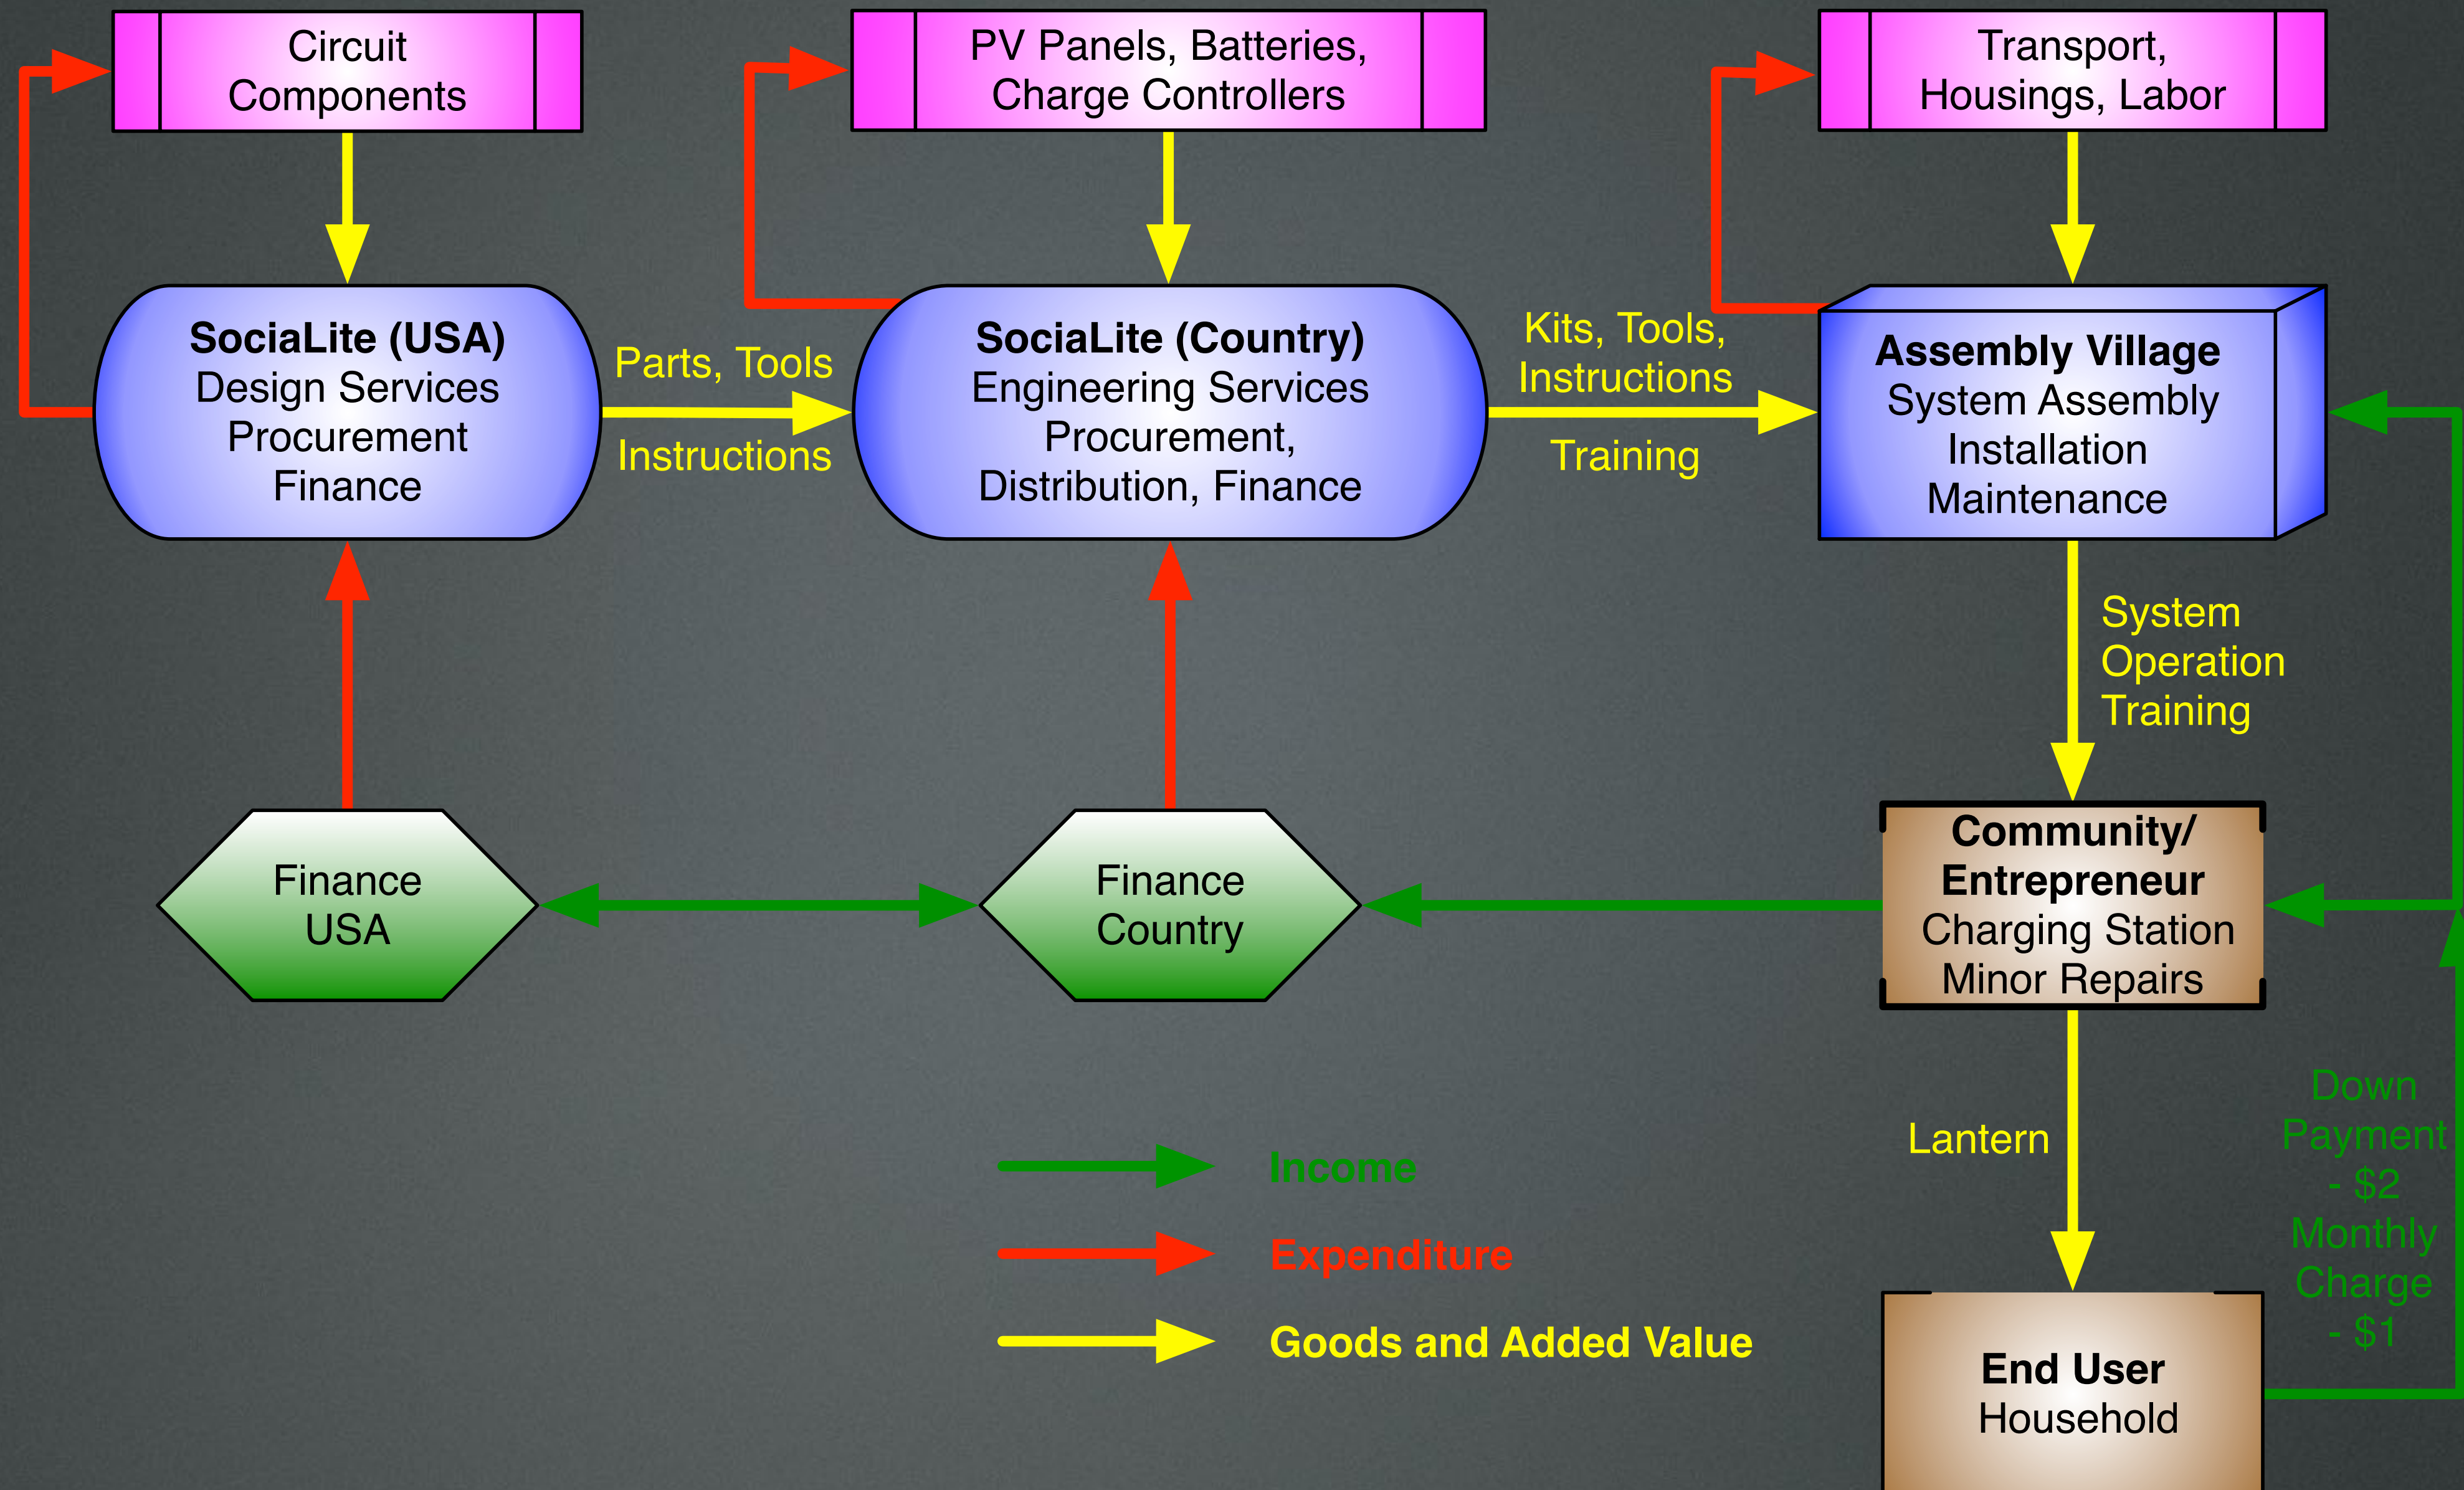 Circuit
Components
PV Panels, Batteries,
Charge Controllers
Transport,
Housings, Labor
SociaLite (USA)
Design Services
Procurement
Finance
Parts, Tools
Instructions
SociaLite (Country)
Engineering Services
Procurement,
Distribution, Finance
Kits, Tools,
Instructions
Training
Assembly Village
System Assembly
Installation
Maintenance
System
Operation
Training
Finance
USA
Finance
Country
Community/
Entrepreneur
Charging Station
Minor Repairs
Lantern
Down
Payment
- $2
Monthly
Charge
- $1
Income
Expenditure
Goods and Added Value
End User
Household